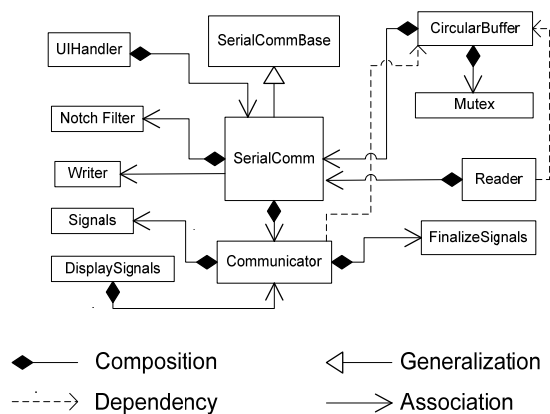 CircularBuffer
UIHandler
SerialCommBase
Mutex
Notch Filter
SerialComm
Writer
Reader
Signals
FinalizeSignals
DisplaySignals
Communicator
Composition
Generalization
Dependency
Association